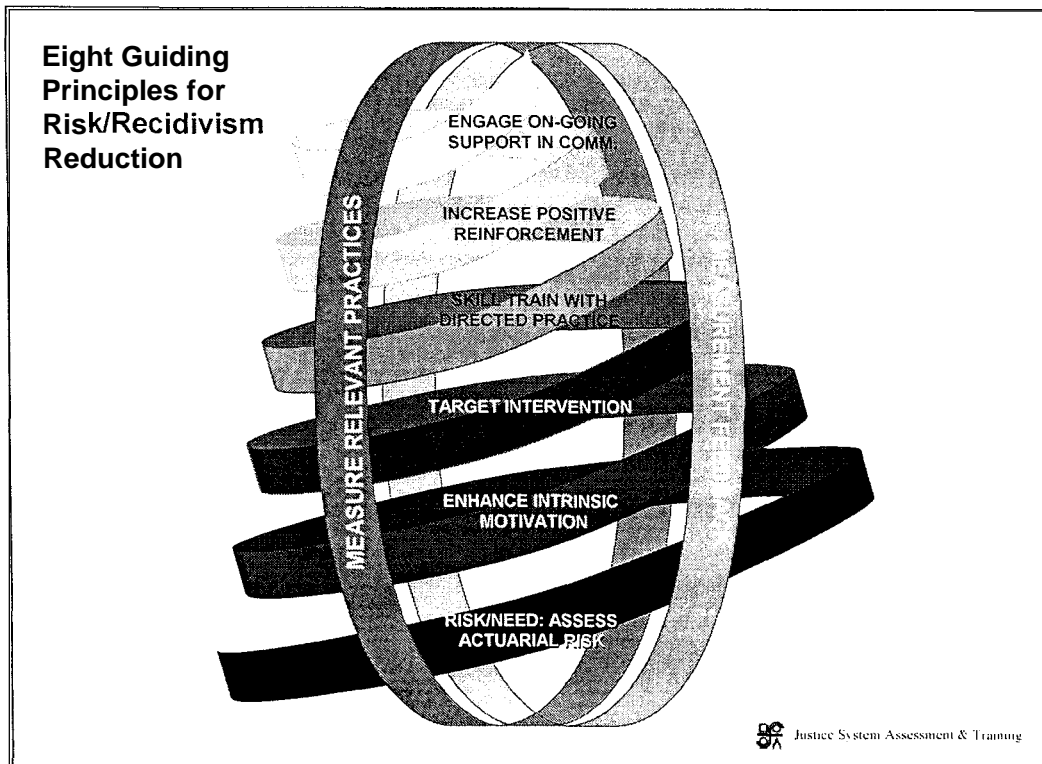 Eight Guiding
Principles for
Risk/Recidivism
Reduction
ENGAGE ON-GOING
SUPPORT IN COMM.
INCREASE POSITIVE
REINFORCEMENT
SKILL TRAIN WITH
DIRECTED PRACTICE
TARGET INTERVENTION
ENHANCE INTRINSIC
MOTIVATION
RISK/NEED: ASSESS
ACTUARIAL RISK
MEASURE RELEVANT PRACTICES
MEASUREMENT
Justice System Assessment & Training